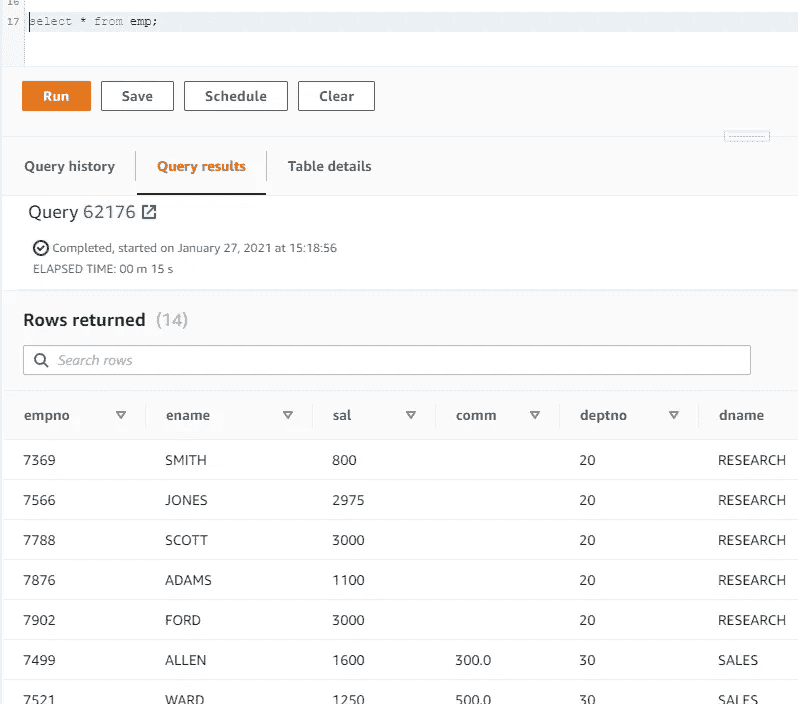 16
17 select * from emp;
Run Save Schedule Clear
Query history Query results Table details
Query 62176
Completed, started on January 27, 2021 at 15:18:56
ELAPSED TIME: 00 m 15 s
Rows returned (14)
Search rows
empno ename sal comm deptno dname
7369 SMITH 800 20 RESEARCH
7566 JONES 2975 20 RESEARCH
7788 SCOTT 3000 20 RESEARCH
7876 ADAMS 1100 20 RESEARCH
7902 FORD 3000 20 RESEARCH
7499 ALLEN 1600 300.0 30 SALES
7521 WARD 1250 500.0 30 SALES